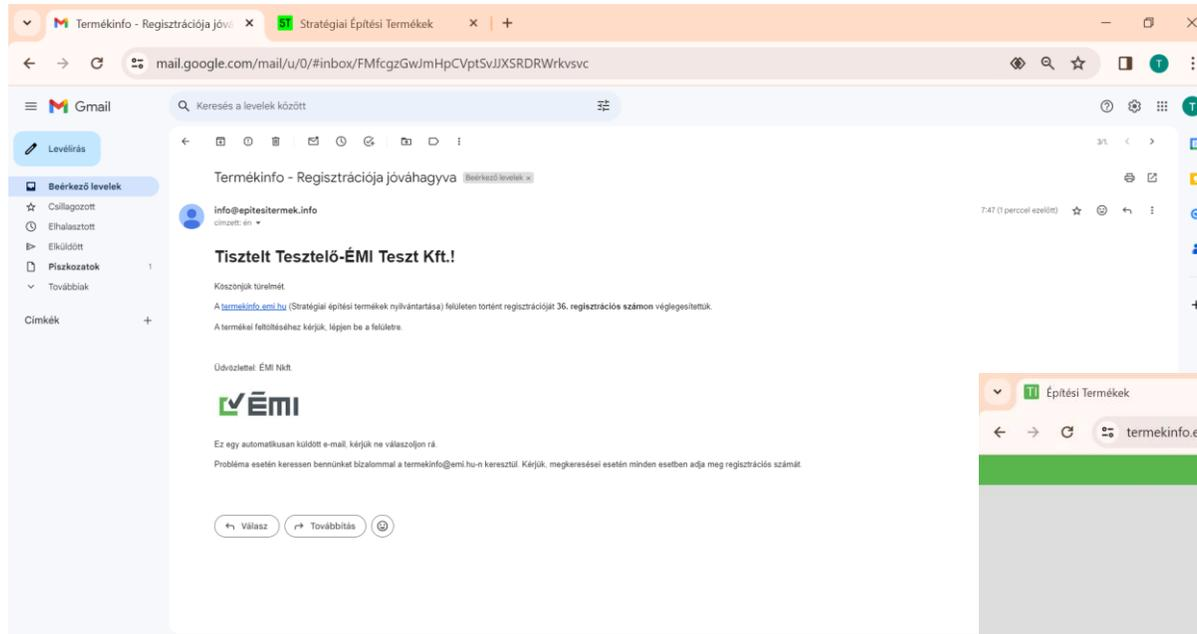 Termékinfo - Regisztrációja jóvá
Stratégiai Építési Termékek
mail.google.com/mail/u/0/#inbox/FMfcgzGwJmHpCVptSvJJXSRDRWrkvsvc
T
Gmail
Keresés a levelek között
T
Levélírás
3/1.
Beérkező levelek
Csillagozott
Elhalasztott
Elküldött
Piszkozatok 1
Továbbiak
Címkék
Termékinfo - Regisztrációja jóváhagyva Beérkező levelek ×
info@epitesitermek.info
7:47 (1 perccel ezelőtt)
címzett: én
Tisztelt Tesztelő-ÉMI Teszt Kft.!
Köszönjük türelmét.
A termekinfo.emi.hu (Stratégiai építési termékek nyilvántartása) felületen történt regisztrációját 36. regisztrációs számon véglegesítettük.
A termékei feltöltéséhez kérjük, lépjen be a felületre.
Üdvözlettel: ÉMI Nkft.
ÉMI
Ez egy automatikusan küldött e-mail, kérjük ne válaszoljon rá.
Probléma esetén keressen bennünket bizalommal a termekinfo@emi.hu-n keresztül. Kérjük, megkeresései esetén minden esetben adja meg regisztrációs számát.
Válasz
Továbbítás
TI Építési Termékek
termekinfo.e